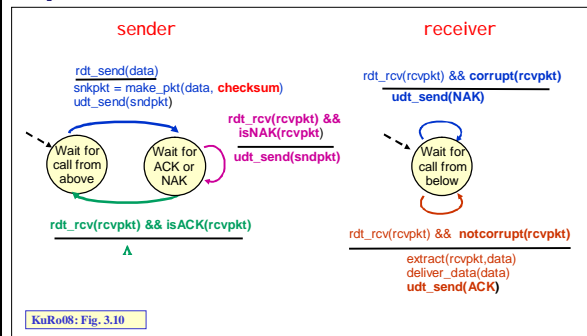 sender
rdt_send(data)
snkpkt = make_pkt(data, checksum)
udt_send(sndpkt)
Wait for
call from
above
Wait for
ACK or
NAK
rdt_rcv(rcvpkt) &&
isNAK(rcvpkt)
udt_send(sndpkt)
rdt_rcv(rcvpkt) && isACK(rcvpkt)
Λ
receiver
rdt_rcv(rcvpkt) && corrupt(rcvpkt)
udt_send(NAK)
Wait for
call from
below
rdt_rcv(rcvpkt) && notcorrupt(rcvpkt)
extract(rcvpkt,data)
deliver_data(data)
udt_send(ACK)
KuRo08: Fig. 3.10